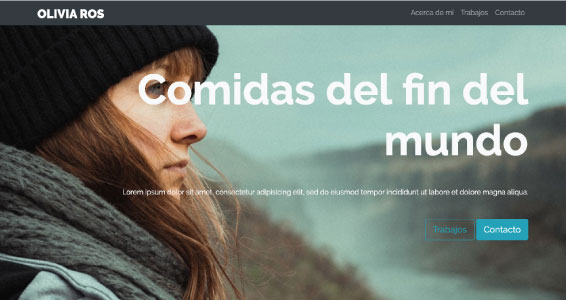 OLIVIA ROS
Acerca de mi Trabajos Contacto
Comidas del fin del
mundo
Lorem ipsum dolor sit amet, consectetur adipisicing elit, sed do eiusmod tempor incididunt ut labore et dolore magna aliqua.
Trabajos Contacto